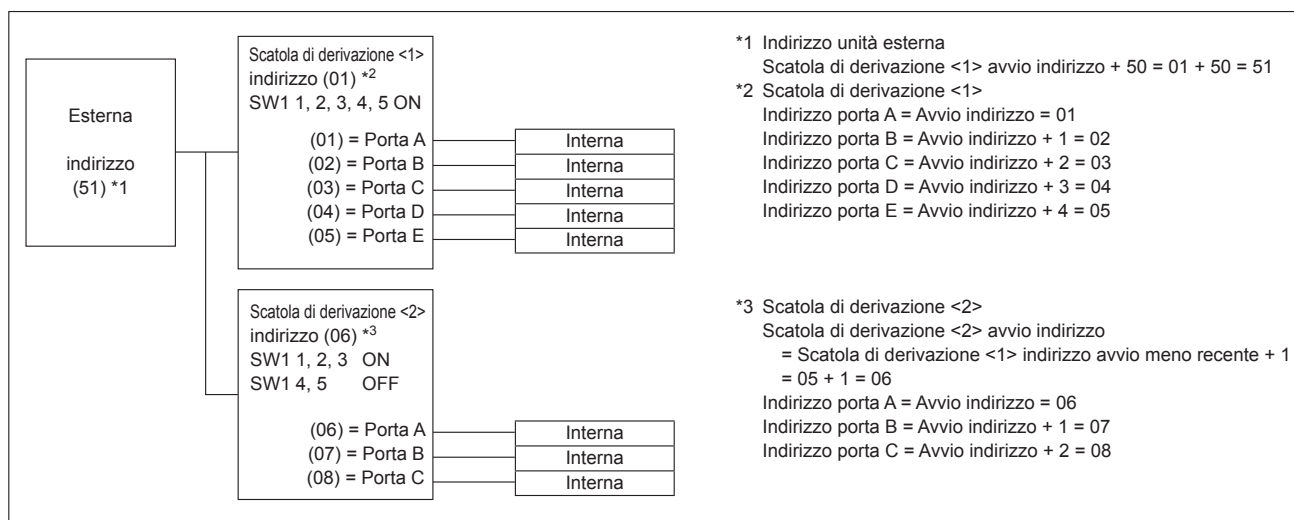 Esterna
indirizzo
(51) *1
Scatola di derivazione <1>
indirizzo (01) *2
SW1 1, 2, 3, 4, 5 ON
(01) = Porta A
(02) = Porta B
(03) = Porta C
(04) = Porta D
(05) = Porta E
Interna
Interna
Interna
Interna
Interna
Scatola di derivazione <2>
indirizzo (06) *3
SW1 1, 2, 3 ON
SW1 4, 5 OFF
(06) = Porta A
(07) = Porta B
(08) = Porta C
Interna
Interna
Interna
*1 Indirizzo unità esterna
Scatola di derivazione <1> avvio indirizzo + 50 = 01 + 50 = 51
*2 Scatola di derivazione <1>
Indirizzo porta A = Avvio indirizzo = 01
Indirizzo porta B = Avvio indirizzo + 1 = 02
Indirizzo porta C = Avvio indirizzo + 2 = 03
Indirizzo porta D = Avvio indirizzo + 3 = 04
Indirizzo porta E = Avvio indirizzo + 4 = 05
*3 Scatola di derivazione <2>
Scatola di derivazione <2> avvio indirizzo
= Scatola di derivazione <1> indirizzo avvio meno recente + 1
= 05 + 1 = 06
Indirizzo porta A = Avvio indirizzo = 06
Indirizzo porta B = Avvio indirizzo + 1 = 07
Indirizzo porta C = Avvio indirizzo + 2 = 08